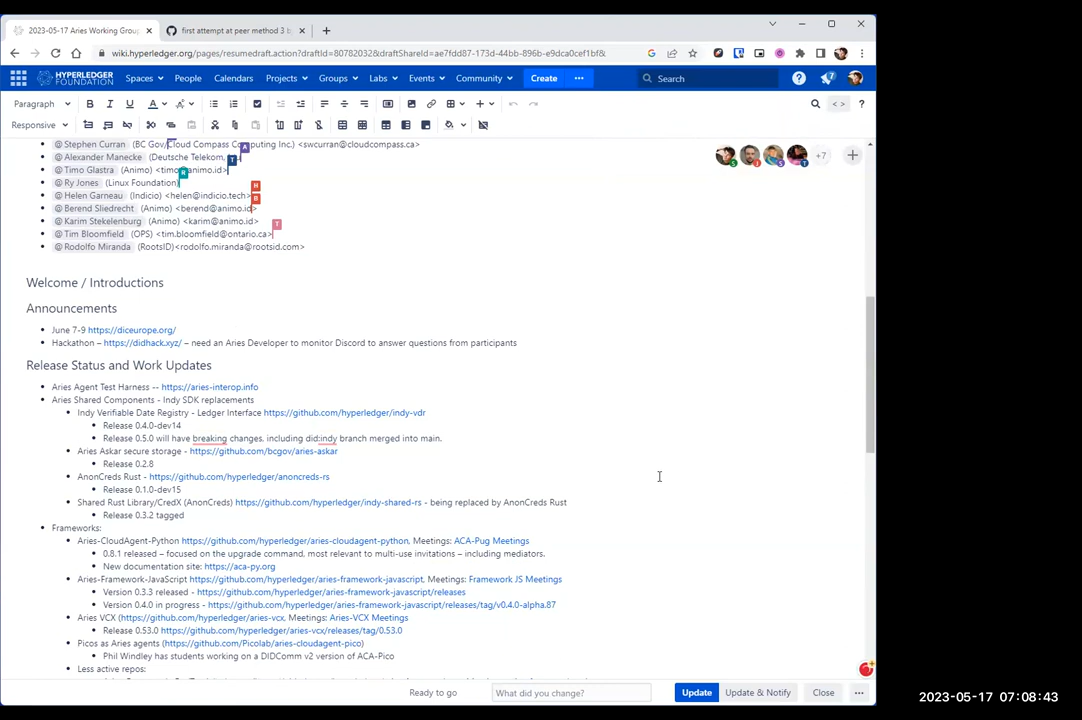 2023-05-17 Aries Working Group
first attempt at peer method 3 b
wiki.hyperledger.org/pages/resumedraft.action?draftId=80782032&draftShareId=ae7fdd87-173d-44bb-896b-e9dca0cef1bf&
HYPERLEDGER FOUNDATION Spaces People Calendars Projects Groups Labs Events Community Create ••• Search
Paragraph B I U A
Responsive
@Stephen Curran (BC Gov/Cloud Compass Computing Inc.) <swcurran@cloudcompass.ca>
@Alexander Manecke (Deutsche Telekom,
@Timo Glastra (Animo) <timo@animo.id>
@Ry Jones (Linux Foundation)
@Helen Garneau (Indicio) <helen@indicio.tech>
@Berend Sliedrecht (Animo) <berend@animo.id>
@Karim Stekelenburg (Animo) <karim@animo.id>
@Tim Bloomfield (OPS) <tim.bloomfield@ontario.ca>
@Rodolfo Miranda (RootsID)<rodolfo.miranda@rootsid.com>
+7
Welcome / Introductions
Announcements
June 7-9 https://diceurope.org/
Hackathon – https://didhack.xyz/ – need an Aries Developer to monitor Discord to answer questions from participants
Release Status and Work Updates
Aries Agent Test Harness -- https://aries-interop.info
Aries Shared Components - Indy SDK replacements
Indy Verifiable Date Registry - Ledger Interface https://github.com/hyperledger/indy-vdr
Release 0.4.0-dev14
Release 0.5.0 will have breaking changes. including did:indy branch merged into main.
Aries Askar secure storage - https://github.com/bcgov/aries-askar
Release 0.2.8
AnonCreds Rust - https://github.com/hyperledger/anoncreds-rs
Release 0.1.0-dev15
Shared Rust Library/CredX (AnonCreds) https://github.com/hyperledger/indy-shared-rs - being replaced by AnonCreds Rust
Release 0.3.2 tagged
Frameworks:
Aries-CloudAgent-Python https://github.com/hyperledger/aries-cloudagent-python, Meetings: ACA-Pug Meetings
0.8.1 released – focused on the upgrade command, most relevant to multi-use invitations – including mediators.
New documentation site: https://aca-py.org
Aries-Framework-JavaScript https://github.com/hyperledger/aries-framework-javascript, Meetings: Framework JS Meetings
Version 0.3.3 released - https://github.com/hyperledger/aries-framework-javascript/releases
Version 0.4.0 in progress - https://github.com/hyperledger/aries-framework-javascript/releases/tag/v0.4.0-alpha.87
Aries VCX (https://github.com/hyperledger/aries-vcx, Meetings: Aries-VCX Meetings
Release 0.53.0 https://github.com/hyperledger/aries-vcx/releases/tag/0.53.0
Picos as Aries agents (https://github.com/Picolab/aries-cloudagent-pico)
Phil Windley has students working on a DIDComm v2 version of ACA-Pico
Less active repos:
Ready to go What did you change? Update Update & Notify Close •••
2023-05-17 07:08:43